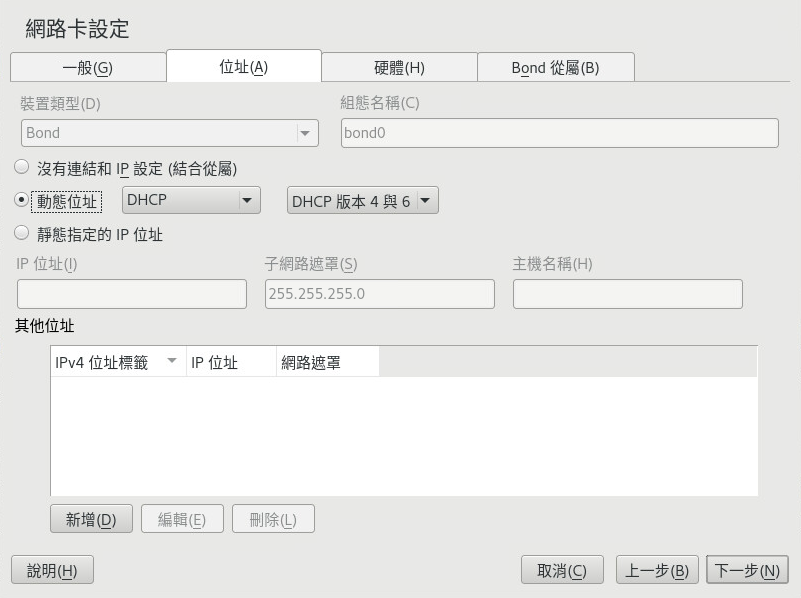 網路卡設定
一般(G) 位址(A) 硬體(H) Bond 從屬(B)
裝置類型(D) 組態名稱(C)
Bond bond0
沒有連結和 IP 設定 (結合從屬)
動態位址 DHCP DHCP 版本 4 與 6
靜態指定的 IP 位址
IP 位址(I) 子網路遮罩(S) 主機名稱(H)
255.255.255.0
其他位址
IPv4 位址標籤 IP 位址 網路遮罩
新增(D) 編輯(E) 刪除(L)
說明(H) 取消(C) 上一步(B) 下一步(N)